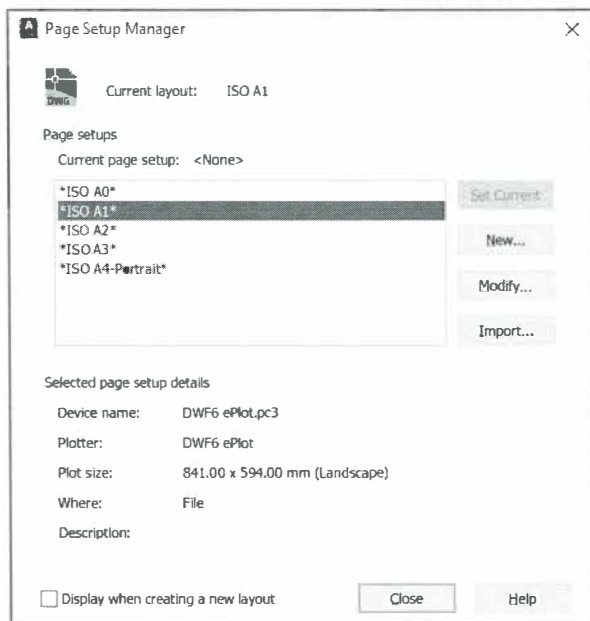 A Page Setup Manager
DWG Current layout: ISO A1
Page setups
Current page setup: <None>
*ISO A0*
*ISO A1*
*ISO A2*
*ISO A3*
*ISO A4-Portrait*
Set Current
New...
Modify...
Import...
Selected page setup details
Device name: DWF6 ePlot.pc3
Plotter: DWF6 ePlot
Plot size: 841.00 x 594.00 mm (Landscape)
Where: File
Description:
Display when creating a new layout Close Help